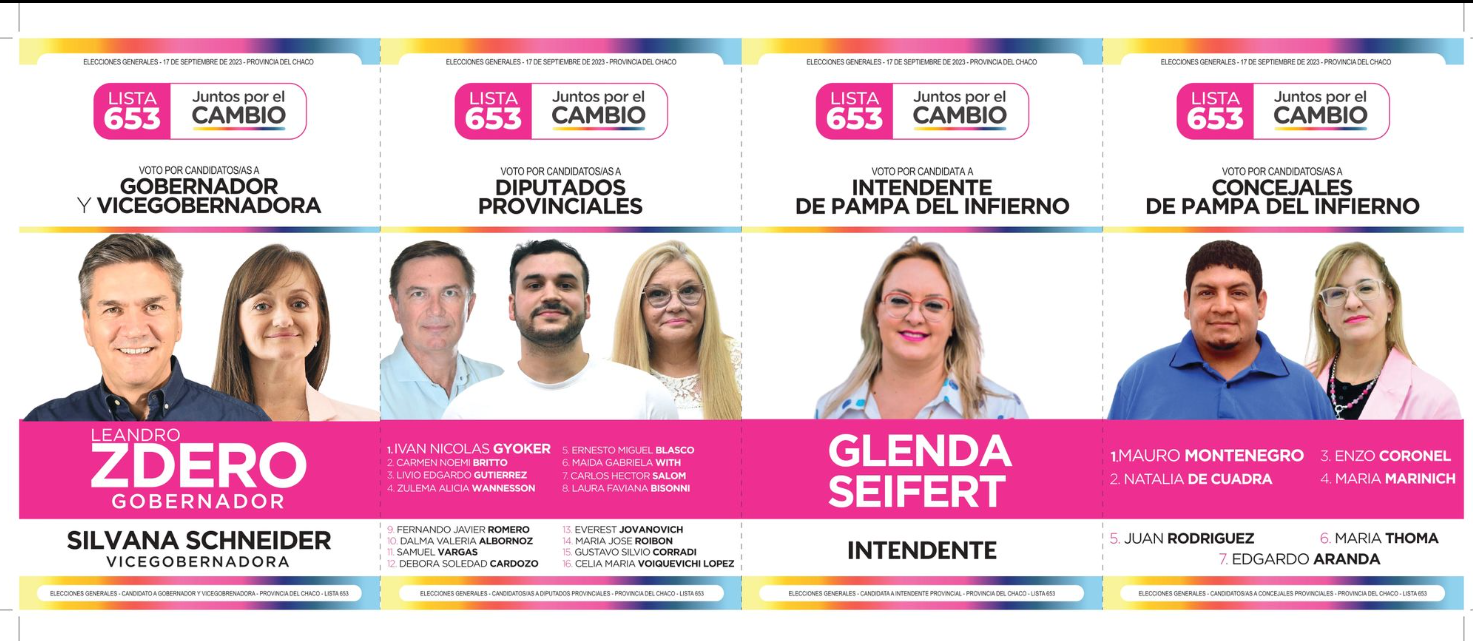 ELECCIONES GENERALES - 17 DE SEPTIEMBRE DE 2023 - PROVINCIA DEL CHACO
LISTA
653
Juntos por el
CAMBIO
VOTO POR CANDIDATOS/AS A
GOBERNADOR
Y VICEGOBERNADORA
LEANDRO
ZDERO
GOBERNADOR
SILVANA SCHNEIDER
VICEGOBERNADORA
ELECCIONES GENERALES - CANDIDATO A GOBERNADOR Y VICEGOBRENADORA - PROVINCIA DEL CHACO - LISTA 653
ELECCIONES GENERALES - 17 DE SEPTIEMBRE DE 2023 - PROVINCIA DEL CHACO
LISTA
653
Juntos por el
CAMBIO
VOTO POR CANDIDATOS/AS A
DIPUTADOS
PROVINCIALES
1.IVAN NICOLAS GYOKER
2. CARMEN NOEMI BRITTO
3. LIVIO EDGARDO GUTIERREZ
4. ZULEMA ALICIA WANNESSON
5. ERNESTO MIGUEL BLASCO
6. MAIDA GABRIELA WITH
7. CARLOS HECTOR SALOM
8. LAURA FAVIANA BISONNI
9. FERNANDO JAVIER ROMERO
10. DALMA VALERIA ALBORNOZ
11. SAMUEL VARGAS
12. DEBORA SOLEDAD CARDOZO
13. EVEREST JOVANOVICH
14. MARIA JOSE ROIBON
15. GUSTAVO SILVIO CORRADI
16. CELIA MARIA VOIQUEVICHI LOPEZ
ELECCIONES GENERALES - CANDIDATOS/AS A DIPUTADOS PROVINCIALES - PROVINCIA DEL CHACO - LISTA 653
ELECCIONES GENERALES - 17 DE SEPTIEMBRE DE 2023 - PROVINCIA DEL CHACO
LISTA
653
Juntos por el
CAMBIO
VOTO POR CANDIDATA A
INTENDENTE
DE PAMPA DEL INFIERNO
GLENDA
SEIFERT
INTENDENTE
ELECCIONES GENERALES - CANDIDATA A INTENDENTE PROVINCIAL - PROVINCIA DEL CHACO - LISTA 653
ELECCIONES GENERALES - 17 DE SEPTIEMBRE DE 2023 - PROVINCIA DEL CHACO
LISTA
653
Juntos por el
CAMBIO
VOTO POR CANDIDATOS/AS A
CONCEJALES
DE PAMPA DEL INFIERNO
1.MAURO MONTENEGRO
2. NATALIA DE CUADRA
3. ENZO CORONEL
4. MARIA MARINICH
5. JUAN RODRIGUEZ
6. MARIA THOMA
7. EDGARDO ARANDA
ELECCIONES GENERALES - CANDIDATOS/AS A CONCEJALES PROVINCIALES - PROVINCIA DEL CHACO - LISTA 653